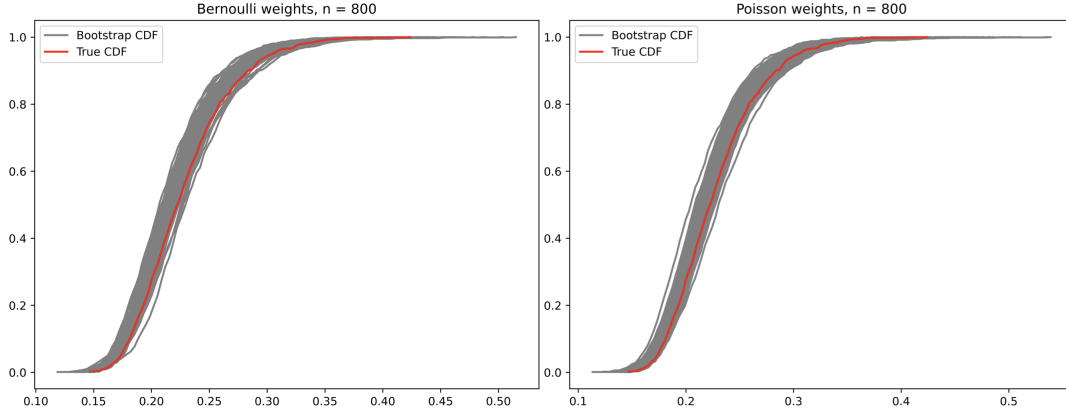 Bernoulli weights, n = 800
Bootstrap CDF
True CDF
1.0
0.8
0.6
0.4
0.2
0.0
0.10 0.15 0.20 0.25 0.30 0.35 0.40 0.45 0.50
Poisson weights, n = 800
Bootstrap CDF
True CDF
1.0
0.8
0.6
0.4
0.2
0.0
0.1 0.2 0.3 0.4 0.5